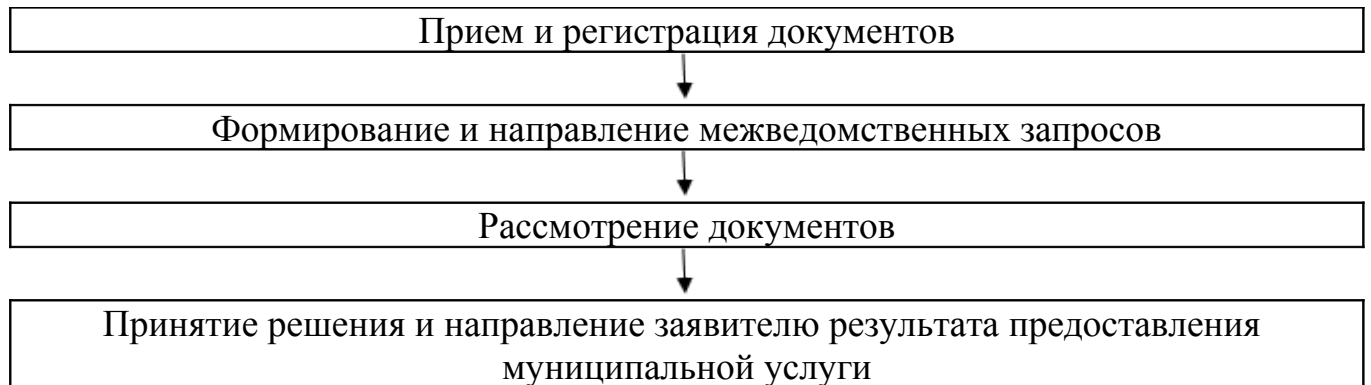 Прием и регистрация документов
Формирование и направление межведомственных запросов
Рассмотрение документов
Принятие решения и направление заявителю результата предоставления
муниципальной услуги